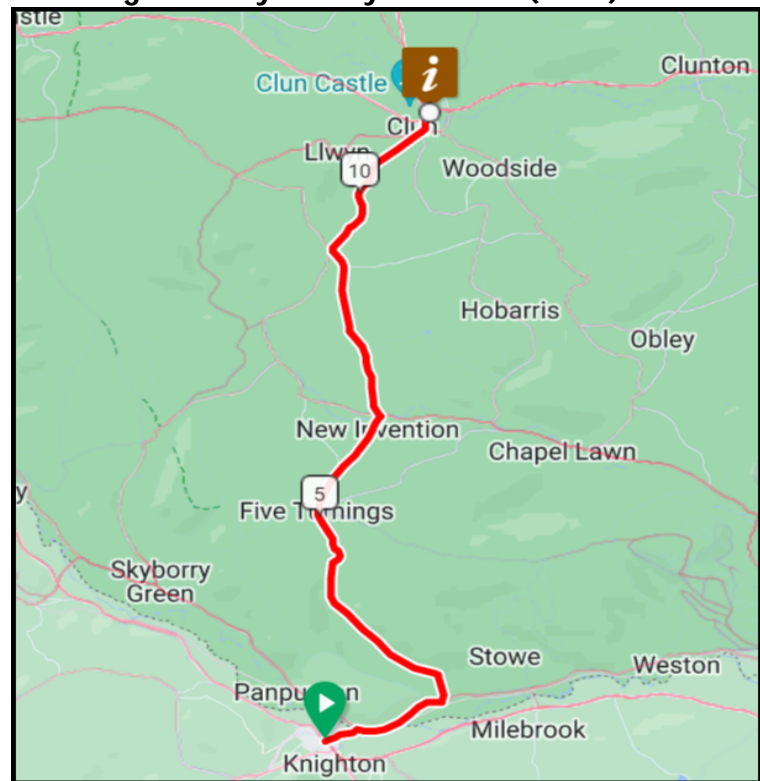 Clunton
Clun Castle
i
Clun
Llwyn
10
Woodside
Hobarris
Obley
New Invention
Chapel Lawn
5
Five Turnings
Skyborry
Green
Stowe
Weston
Panpunton
Milebrook
Knighton